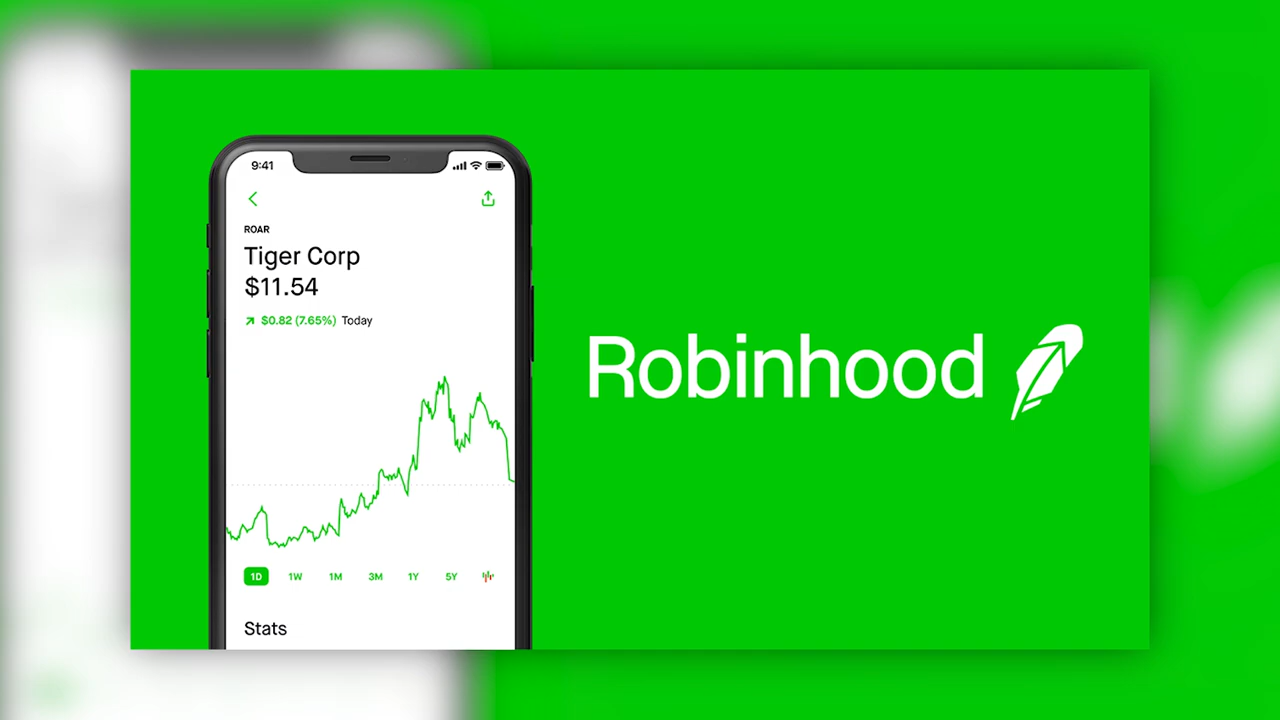 9:41
ROAR
Tiger Corp
$11.54
$0.82 (7.65%) Today
1D 1W 1M 3M 1Y 5Y
Stats
Robinhood